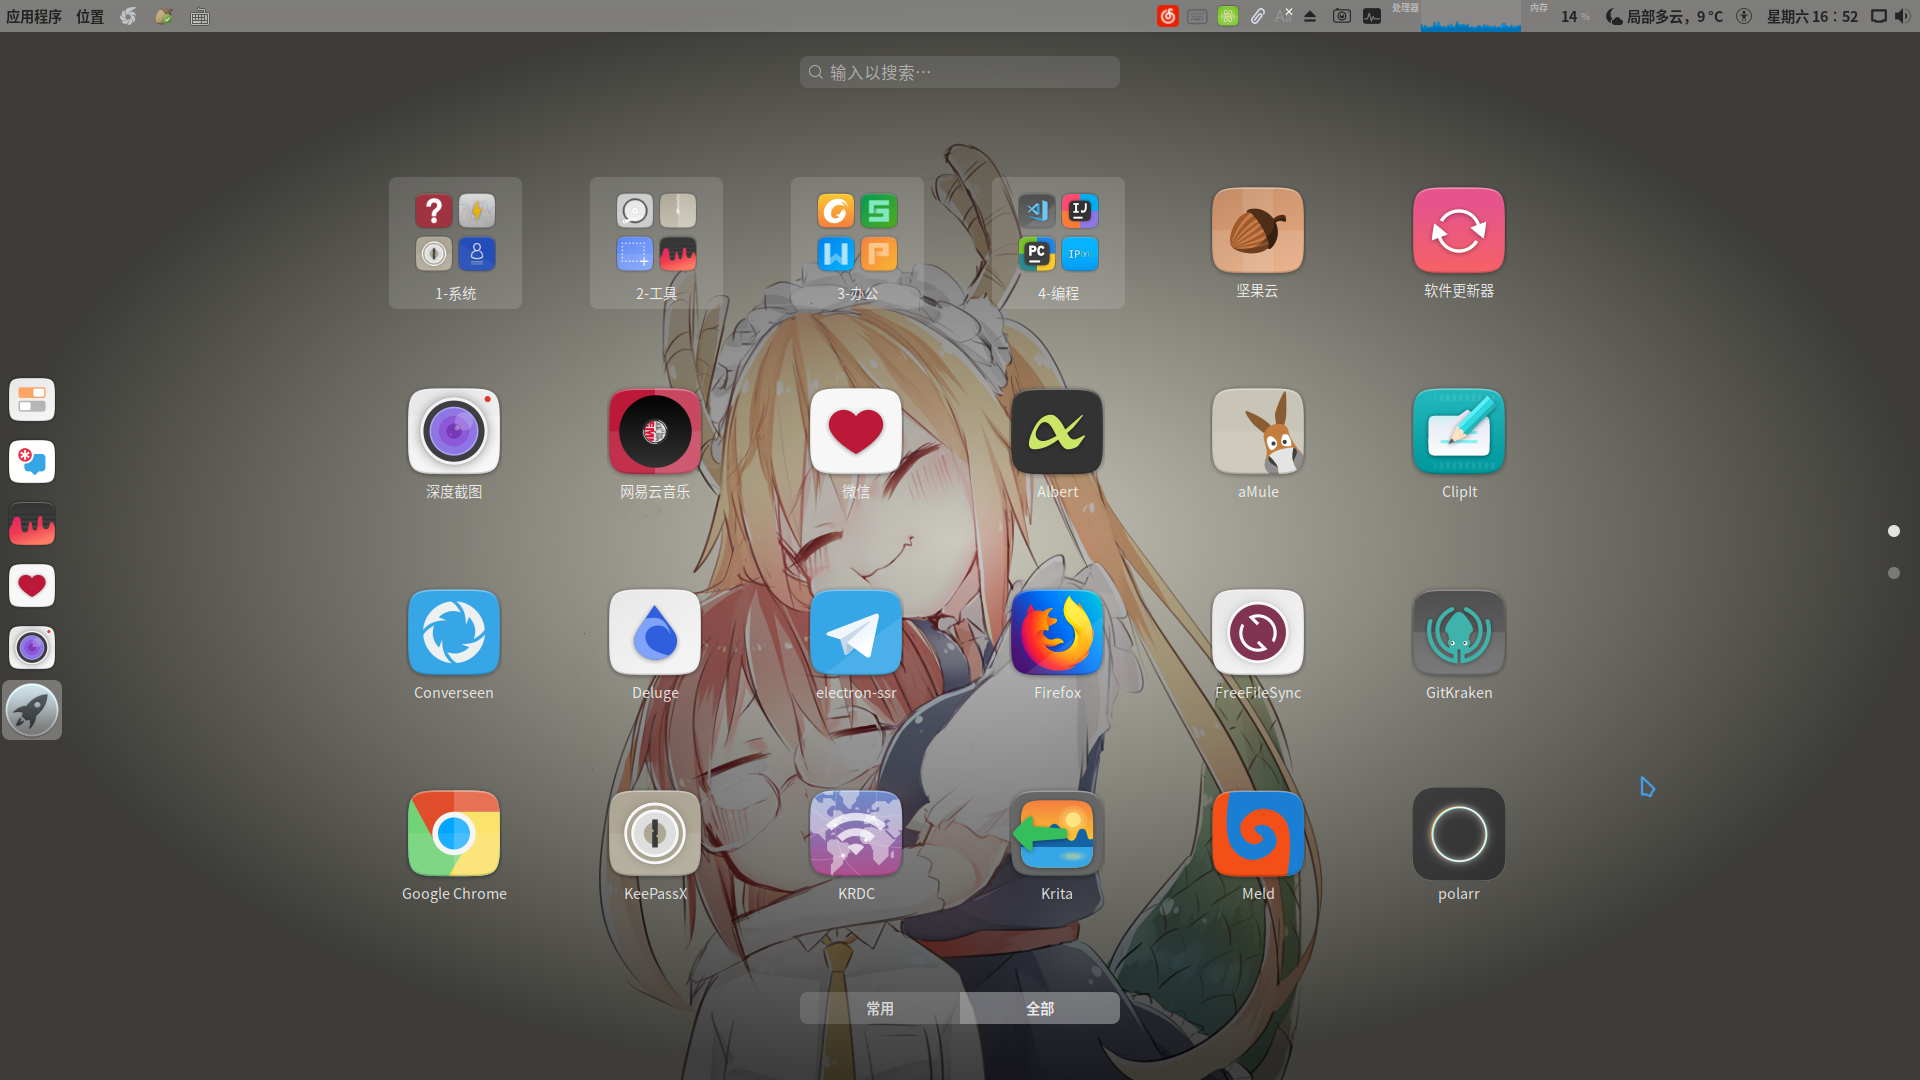 应用程序 位置 处理器 内存 14 % 局部多云，9 °C 星期六 16：52
输入以搜索…
1-系统 2-工具 3-办公 4-编程 坚果云 软件更新器
深度截图 网易云音乐 微信 Albert aMule ClipIt
Converseen Deluge electron-ssr Firefox FreeFileSync GitKraken
Google Chrome KeePassX KRDC Krita Meld polarr
常用 全部